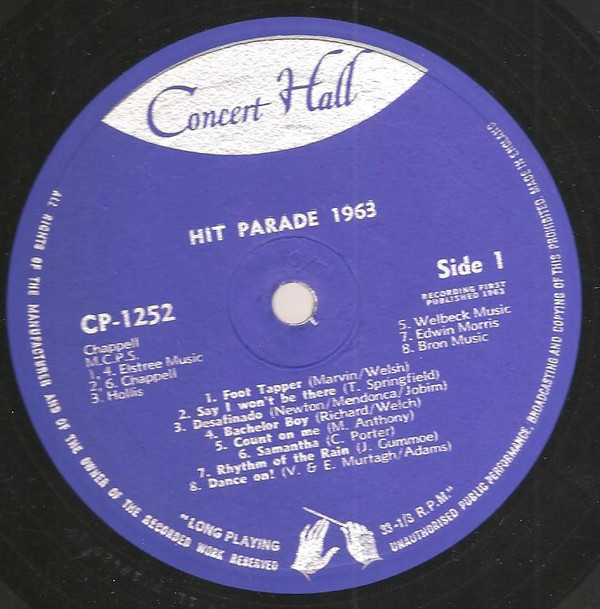 Concert Hall
HIT PARADE 1963
CP-1252
Side 1
RECORDING FIRST
PUBLISHED 1963
Chappell
M.C.P.S.
1. 4. Elstree Music
2. 6. Chappell
3. Hollis
5. Welbeck Music
7. Edwin Morris
8. Bron Music
1. Foot Tapper (Marvin/Welsh)
2. Say I won't be there (T. Springfield)
3. Desafinado (Newton/Mendonca/Jobim)
4. Bachelor Boy (Richard/Welch)
5. Count on me (M. Anthony)
6. Samantha (C. Porter)
7. Rhythm of the Rain (J. Gummoe)
8. Dance on! (V. & E. Murtagh/Adams)
"LONG PLAYING
33-1/3 R.P.M."
ALL RIGHTS OF THE MANUFACTURER AND OF THE OWNER OF THE RECORDED WORK RESERVED
UNAUTHORISED PUBLIC PERFORMANCE, BROADCASTING AND COPYING OF THIS PROHIBITED MADE IN ENGLAND